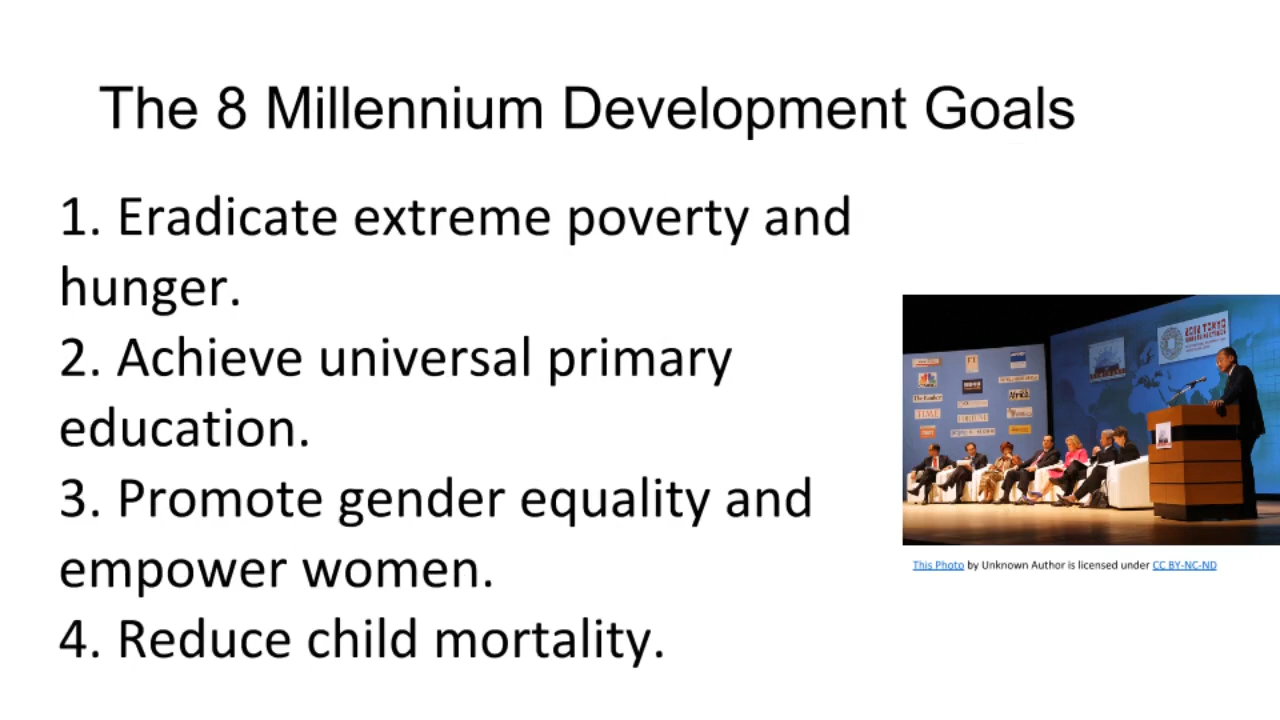 The 8 Millennium Development Goals
1. Eradicate extreme poverty and
hunger.
2. Achieve universal primary
education.
3. Promote gender equality and
empower women.
4. Reduce child mortality.
TIME
Africa
This Photo by Unknown Author is licensed under CC BY-NC-ND